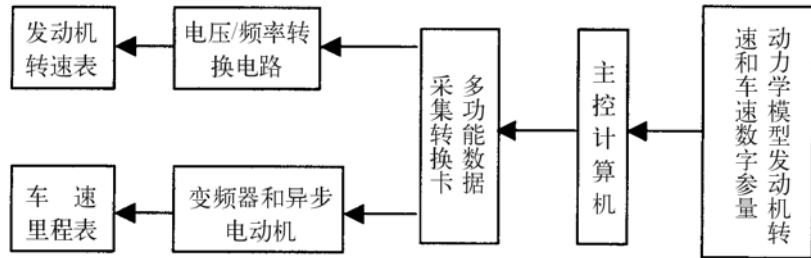 发动机
转速表
电压/频率转
换电路
多功能数据
采集转换卡
主控计算机
动力学模型发动机转
速和车速数字参量
车 速
里程表
变频器和异步
电动机